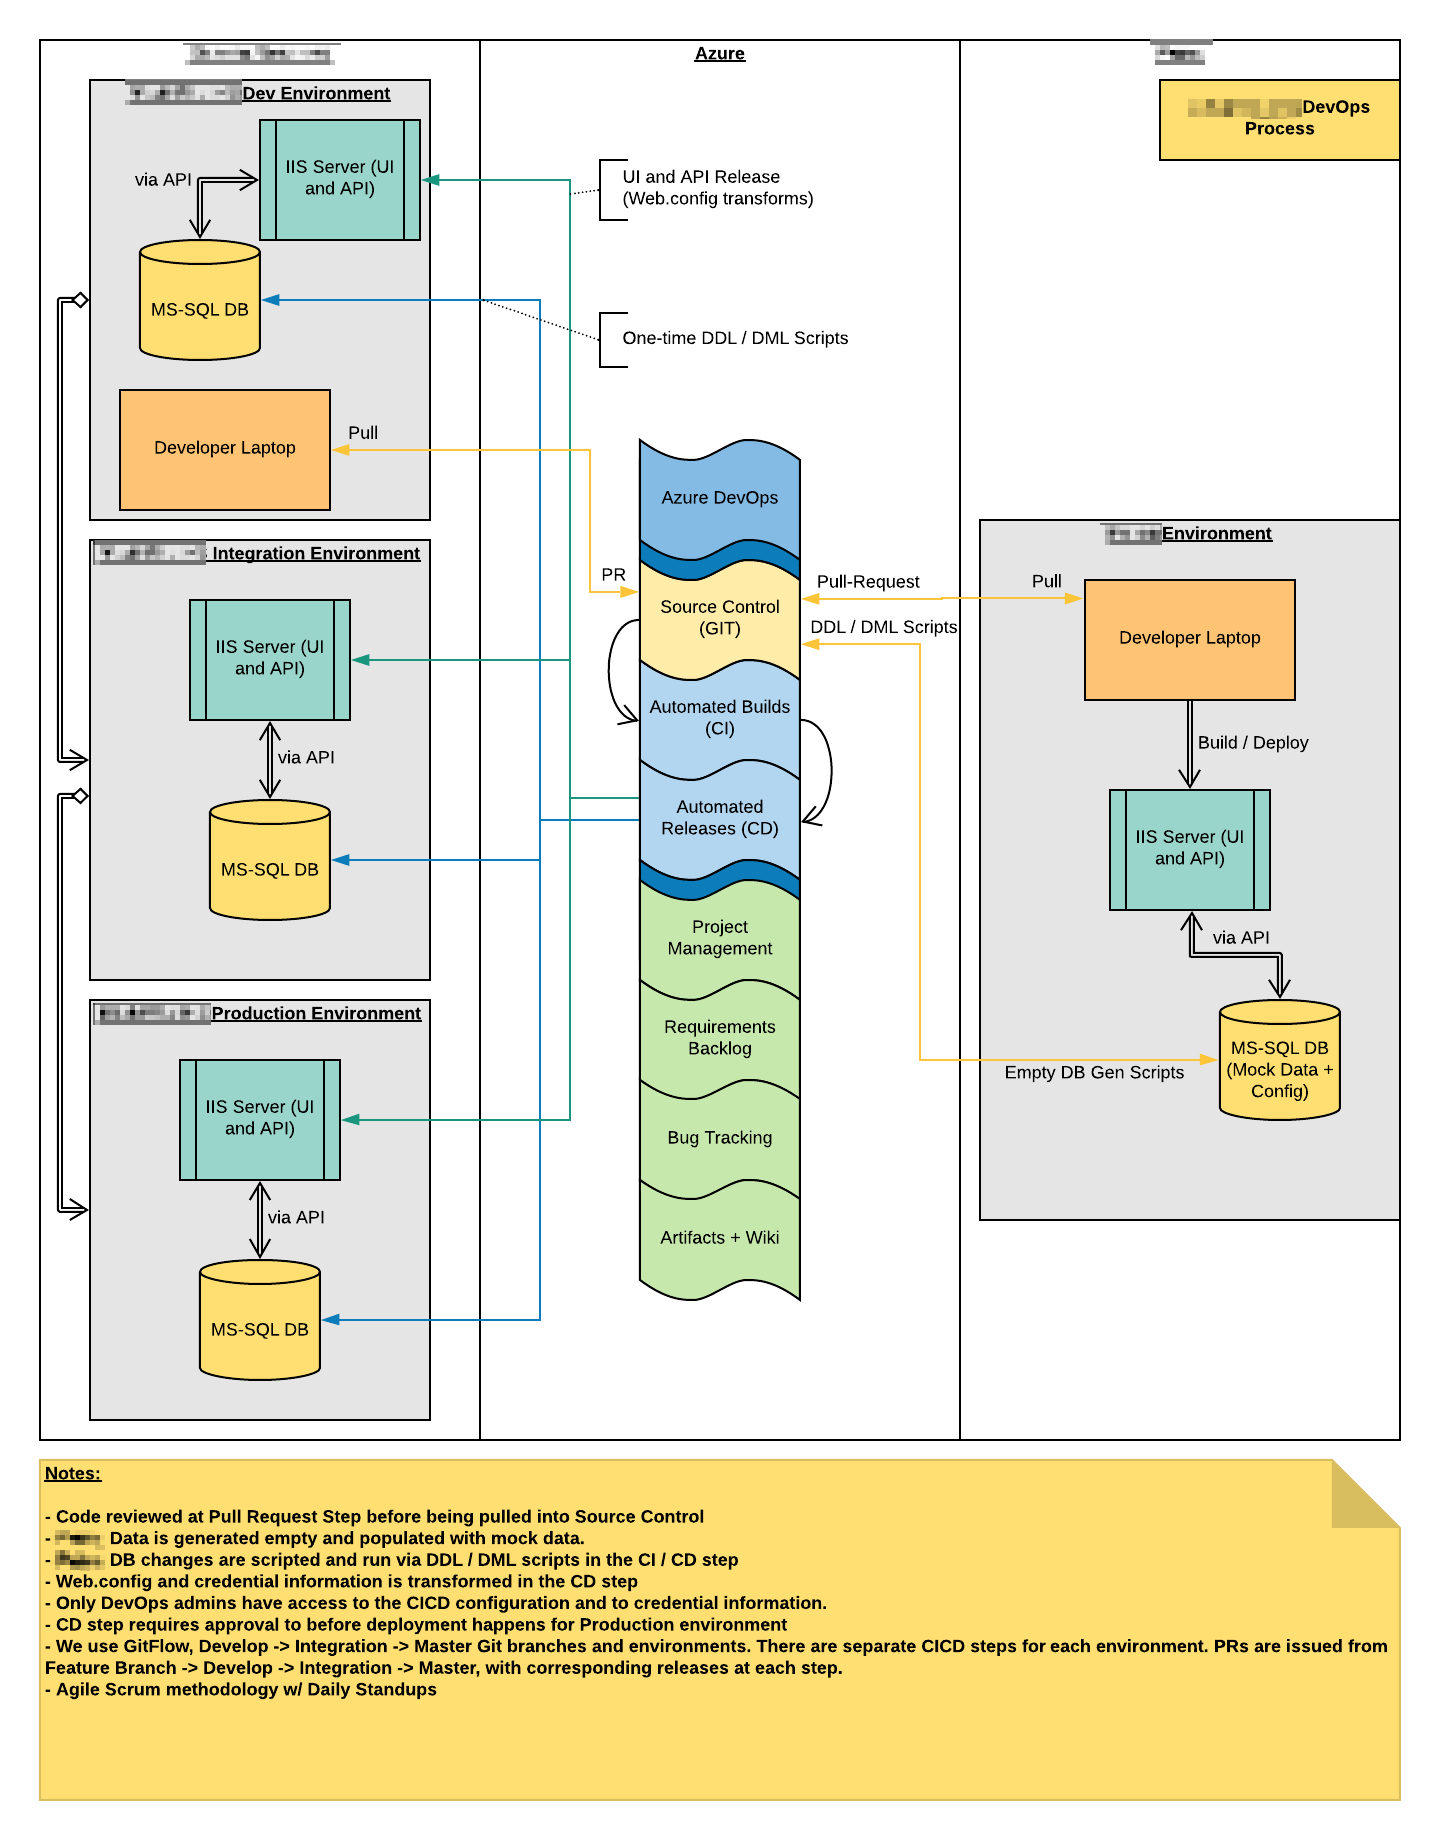 Azure
Dev Environment
DevOps
Process
IIS Server (UI
and API)
via API
UI and API Release
(Web.config transforms)
MS-SQL DB
One-time DDL / DML Scripts
Developer Laptop
Pull
Azure DevOps
Integration Environment
Environment
PR
Source Control
(GIT)
Pull-Request
Pull
DDL / DML Scripts
Developer Laptop
IIS Server (UI
and API)
via API
MS-SQL DB
Automated Builds
(CI)
Build / Deploy
Automated
Releases (CD)
IIS Server (UI
and API)
via API
Project
Management
Production Environment
Requirements
Backlog
MS-SQL DB
(Mock Data +
Config)
Empty DB Gen Scripts
IIS Server (UI
and API)
via API
MS-SQL DB
Bug Tracking
Artifacts + Wiki
Notes:
- Code reviewed at Pull Request Step before being pulled into Source Control
- Data is generated empty and populated with mock data.
- DB changes are scripted and run via DDL / DML scripts in the CI / CD step
- Web.config and credential information is transformed in the CD step
- Only DevOps admins have access to the CICD configuration and to credential information.
- CD step requires approval to before deployment happens for Production environment
- We use GitFlow, Develop -> Integration -> Master Git branches and environments. There are separate CICD steps for each environment. PRs are issued from
Feature Branch -> Develop -> Integration -> Master, with corresponding releases at each step.
- Agile Scrum methodology w/ Daily Standups